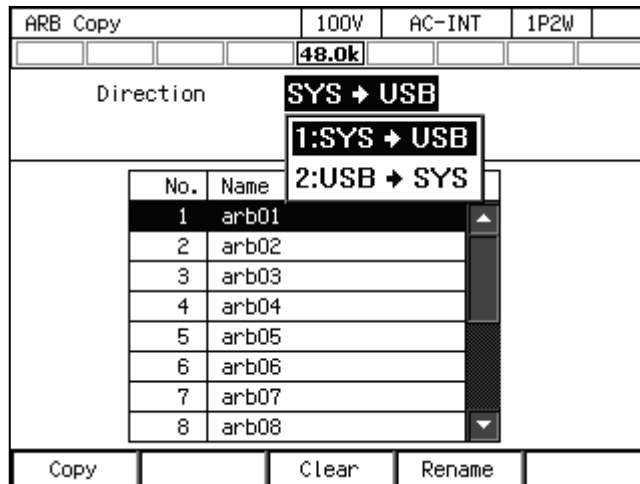 ARB Copy 100V AC-INT 1P2W
48.0k
Direction SYS → USB
1:SYS → USB
2:USB → SYS
No. Name
1 arb01
2 arb02
3 arb03
4 arb04
5 arb05
6 arb06
7 arb07
8 arb08
Copy Clear Rename